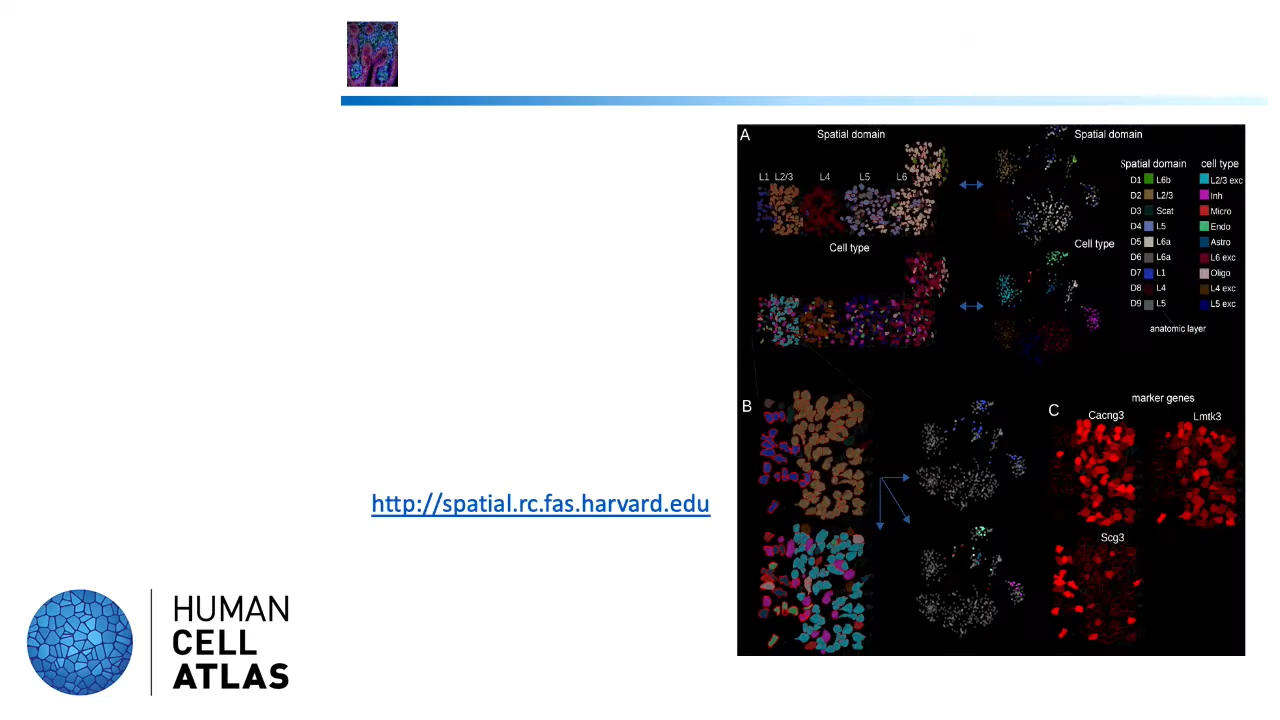 A
Spatial domain
Spatial domain
L1 L2/3 L4 L5 L6
Spatial domain cell type
D1 L6b L2/3 exc
D2 L2/3 Inh
D3 Scat Micro
D4 L5 Endo
D5 L6a Astro
D6 L6a L6 exc
D7 L1 Oligo
D8 L4 L4 exc
D9 L5 L5 exc
anatomic layer
Cell type
Cell type
B
C
marker genes
Cacng3
Lmtk3
Scg3
http://spatial.rc.fas.harvard.edu
HUMAN
CELL
ATLAS